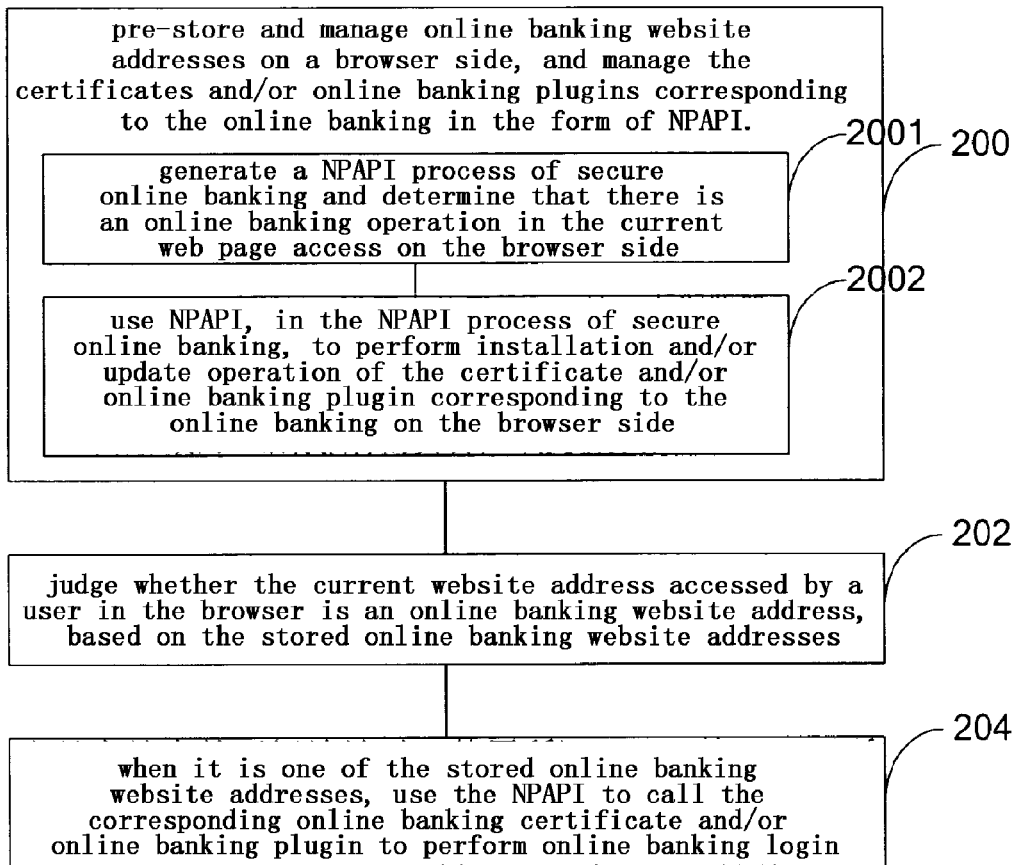 pre-store and manage online banking website
addresses on a browser side, and manage the
certificates and/or online banking plugins corresponding
to the online banking in the form of NPAPI.
2001
200
generate a NPAPI process of secure
online banking and determine that there is
an online banking operation in the current
web page access on the browser side
2002
use NPAPI, in the NPAPI process of secure
online banking, to perform installation and/or
update operation of the certificate and/or
online banking plugin corresponding to the
online banking on the browser side
202
judge whether the current website address accessed by a
user in the browser is an online banking website address,
based on the stored online banking website addresses
204
when it is one of the stored online banking
website addresses, use the NPAPI to call the
corresponding online banking certificate and/or
online banking plugin to perform online banking login